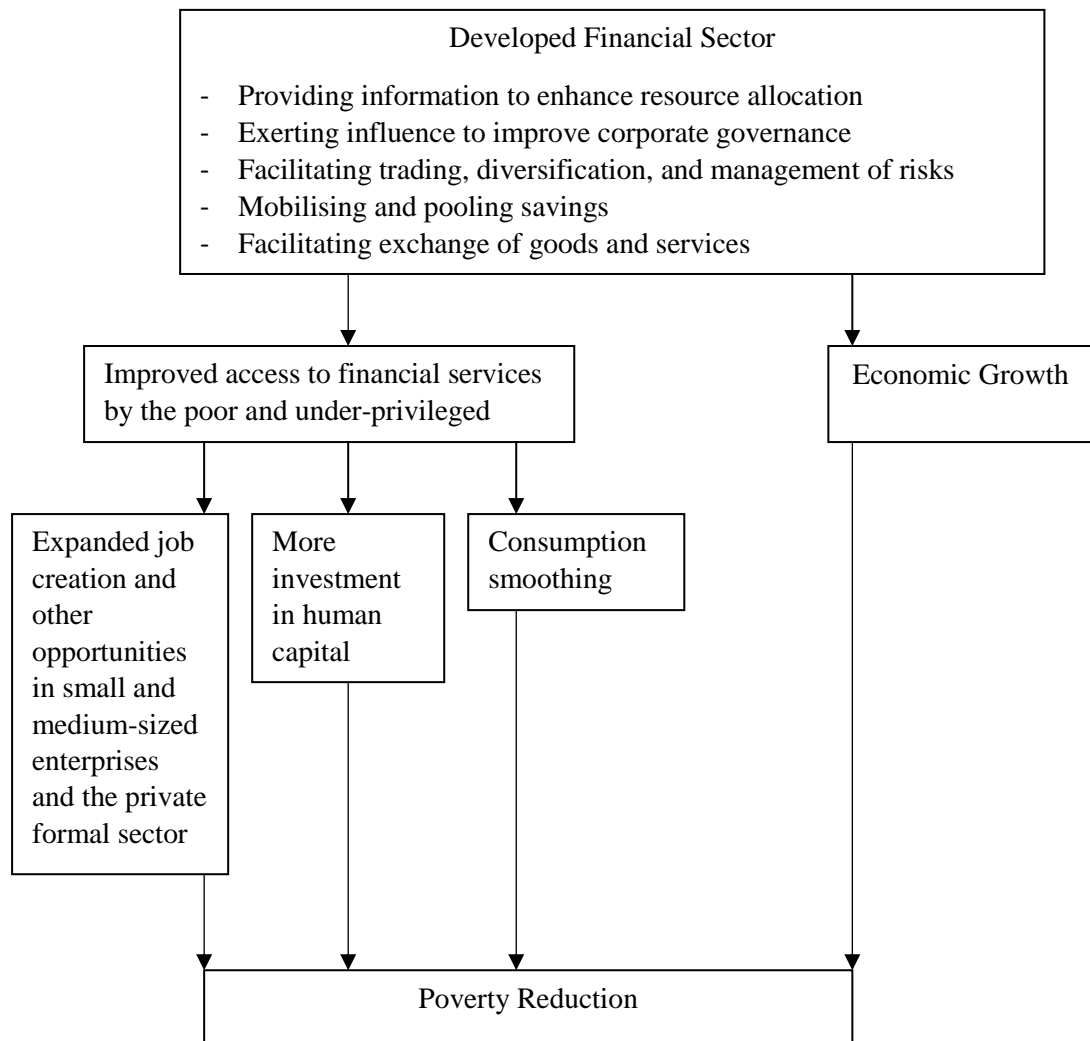 Developed Financial Sector
- Providing information to enhance resource allocation
- Exerting influence to improve corporate governance
- Facilitating trading, diversification, and management of risks
- Mobilising and pooling savings
- Facilitating exchange of goods and services
Improved access to financial services
by the poor and under-privileged
Economic Growth
Expanded job
creation and
other
opportunities
in small and
medium-sized
enterprises
and the private
formal sector
More
investment
in human
capital
Consumption
smoothing
Poverty Reduction